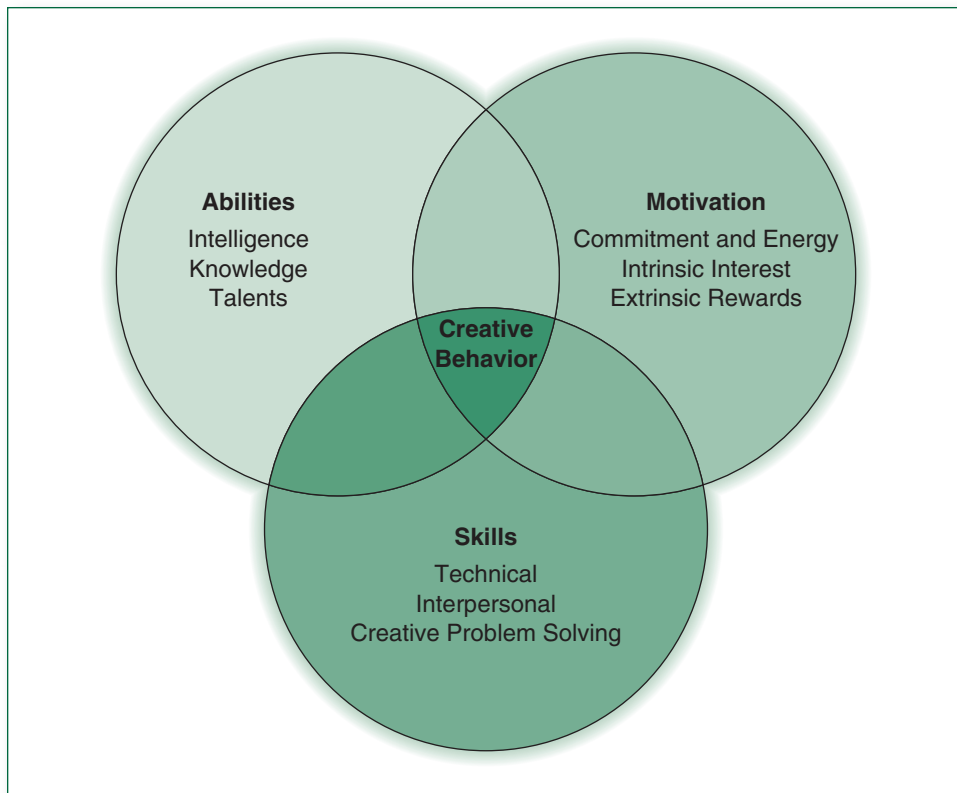 Abilities
Intelligence
Knowledge
Talents
Motivation
Commitment and Energy
Intrinsic Interest
Extrinsic Rewards
Creative
Behavior
Skills
Technical
Interpersonal
Creative Problem Solving